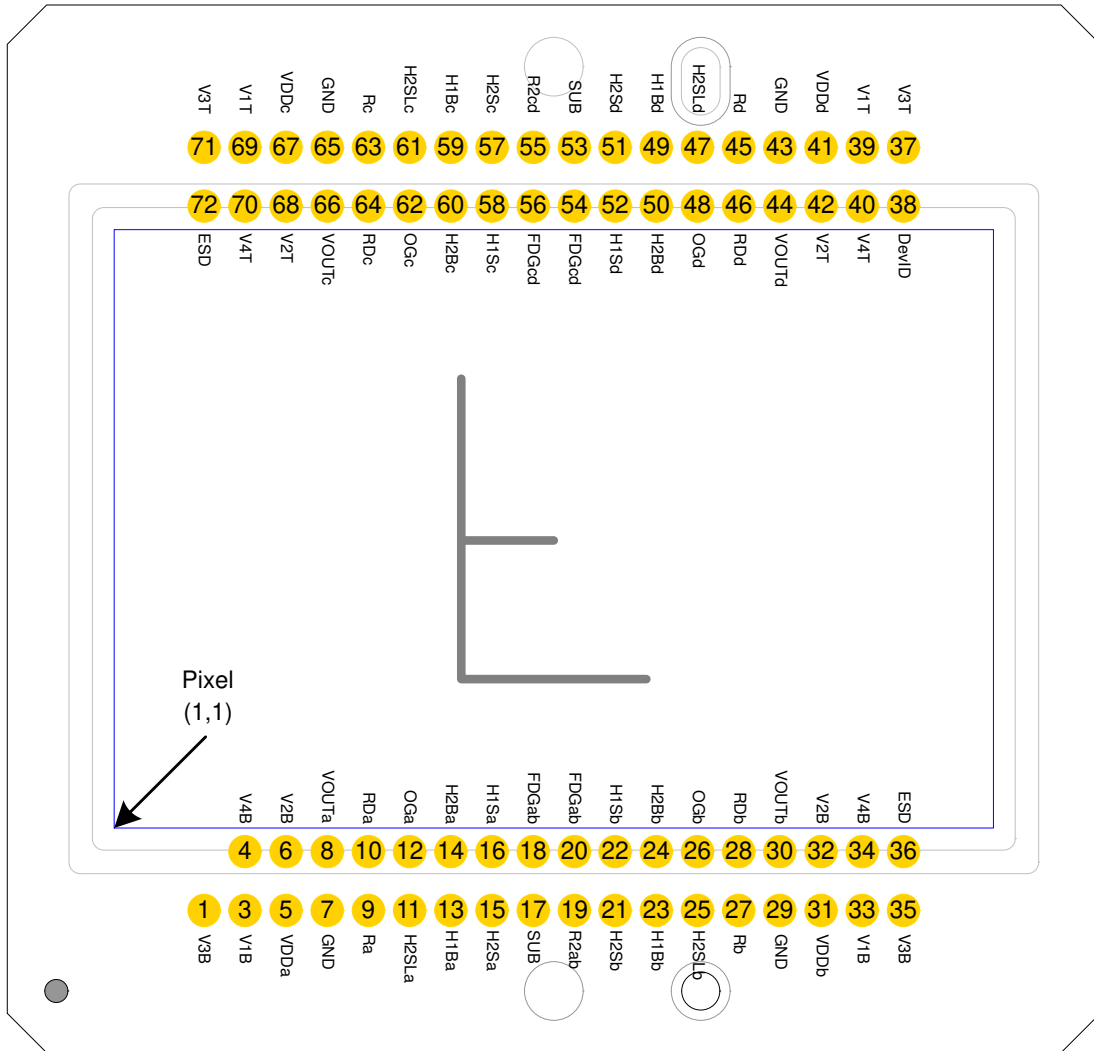 V3T V1T VDDc GND Rc H2SLc H1Bc H2Sc R2cd SUB H2Sd H1Bd H2SLd Rd GND VDDd V1T V3T
71 69 67 65 63 61 59 57 55 53 51 49 47 45 43 41 39 37
72 70 68 66 64 62 60 58 56 54 52 50 48 46 44 42 40 38
ESD V4T V2T VOUTc RDc OGc H2Bc H1Sc FDGcd FDGcd H1Sd H2Bd OGd RDd VOUTd V2T V4T DevID
Pixel
(1,1)
V4B V2B VOUTa RDa OGa H2Ba H1Sa FDGab FDGab H1Sb H2Bb OGb RDb VOUTb V2B V4B ESD
4 6 8 10 12 14 16 18 20 22 24 26 28 30 32 34 36
1 3 5 7 9 11 13 15 17 19 21 23 25 27 29 31 33 35
V3B V1B VDDa GND Ra H2SLa H1Ba H2Sa SUB R2ab H2Sb H1Bb H2SLb Rb GND VDDb V1B V3B